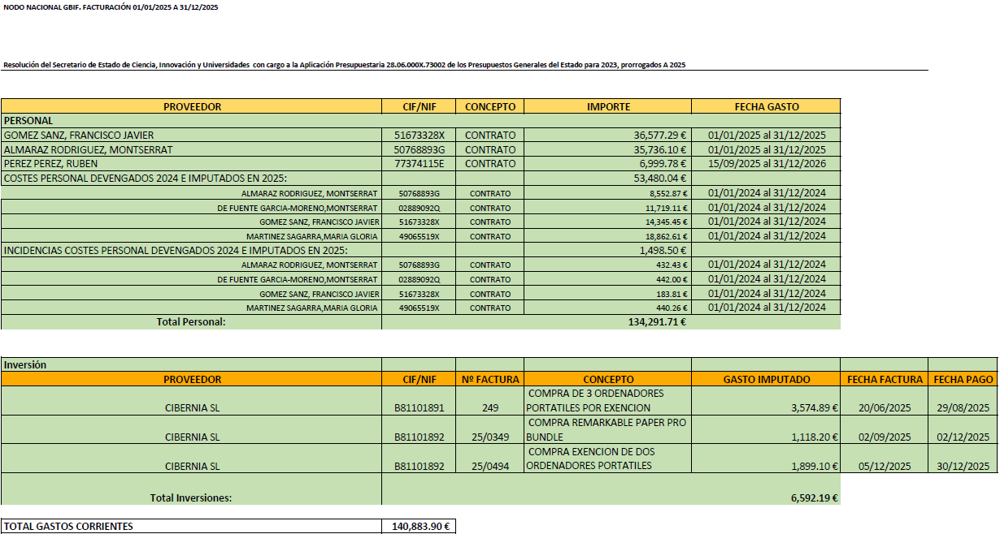 NODO NACIONAL GBIF. FACTURACIÓN 01/01/2025 A 31/12/2025
Resolución del Secretario de Estado de Ciencia, Innovación y Universidades con cargo a la Aplicación Presupuestaria 28.06.000X.73002 de los Presupuestos Generales del Estado para 2023, prorrogados A 2025
PROVEEDOR CIF/NIF CONCEPTO IMPORTE FECHA GASTO
PERSONAL
GOMEZ SANZ, FRANCISCO JAVIER 51673328X CONTRATO 36,577.29 € 01/01/2025 al 31/12/2025
ALMARAZ RODRIGUEZ, MONTSERRAT 50768893G CONTRATO 35,736.10 € 01/01/2025 al 31/12/2025
PEREZ PEREZ, RUBEN 77374115E CONTRATO 6,999.78 € 15/09/2025 al 31/12/2026
COSTES PERSONAL DEVENGADOS 2024 E IMPUTADOS EN 2025: 53,480.04 €
ALMARAZ RODRIGUEZ, MONTSERRAT 50768893G CONTRATO 8,552.87 € 01/01/2024 al 31/12/2024
DE FUENTE GARCIA-MORENO,MONTSERRAT 02889092Q CONTRATO 11,719.11 € 01/01/2024 al 31/12/2024
GOMEZ SANZ, FRANCISCO JAVIER 51673328X CONTRATO 14,345.45 € 01/01/2024 al 31/12/2024
MARTINEZ SAGARRA,MARIA GLORIA 49065519X CONTRATO 18,862.61 € 01/01/2024 al 31/12/2024
INCIDENCIAS COSTES PERSONAL DEVENGADOS 2024 E IMPUTADOS EN 2025: 1,498.50 €
ALMARAZ RODRIGUEZ, MONTSERRAT 50768893G CONTRATO 432.43 € 01/01/2024 al 31/12/2024
DE FUENTE GARCIA-MORENO,MONTSERRAT 02889092Q CONTRATO 442.00 € 01/01/2024 al 31/12/2024
GOMEZ SANZ, FRANCISCO JAVIER 51673328X CONTRATO 183.81 € 01/01/2024 al 31/12/2024
MARTINEZ SAGARRA,MARIA GLORIA 49065519X CONTRATO 440.26 € 01/01/2024 al 31/12/2024
Total Personal: 134,291.71 €
Inversión
PROVEEDOR CIF/NIF Nº FACTURA CONCEPTO GASTO IMPUTADO FECHA FACTURA FECHA PAGO
COMPRA DE 3 ORDENADORES
CIBERNIA SL B81101891 249 PORTATILES POR EXENCION 3,574.89 € 20/06/2025 29/08/2025
COMPRA REMARKABLE PAPER PRO
CIBERNIA SL B81101892 25/0349 BUNDLE 1,118.20 € 02/09/2025 02/12/2025
COMPRA EXENCION DE DOS
CIBERNIA SL B81101892 25/0494 ORDENADORES PORTATILES 1,899.10 € 05/12/2025 30/12/2025
Total Inversiones: 6,592.19 €
TOTAL GASTOS CORRIENTES 140,883.90 €